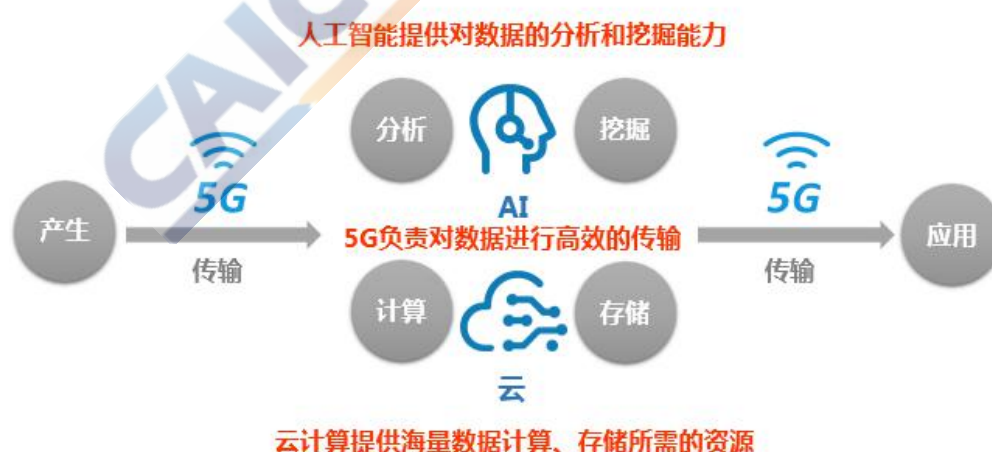 人工智能提供对数据的分析和挖掘能力
分析
挖掘
5G
5G
AI
产生
5G负责对数据进行高效的传输
应用
传输
传输
计算
存储
云
云计算提供海量数据计算、存储所需的资源